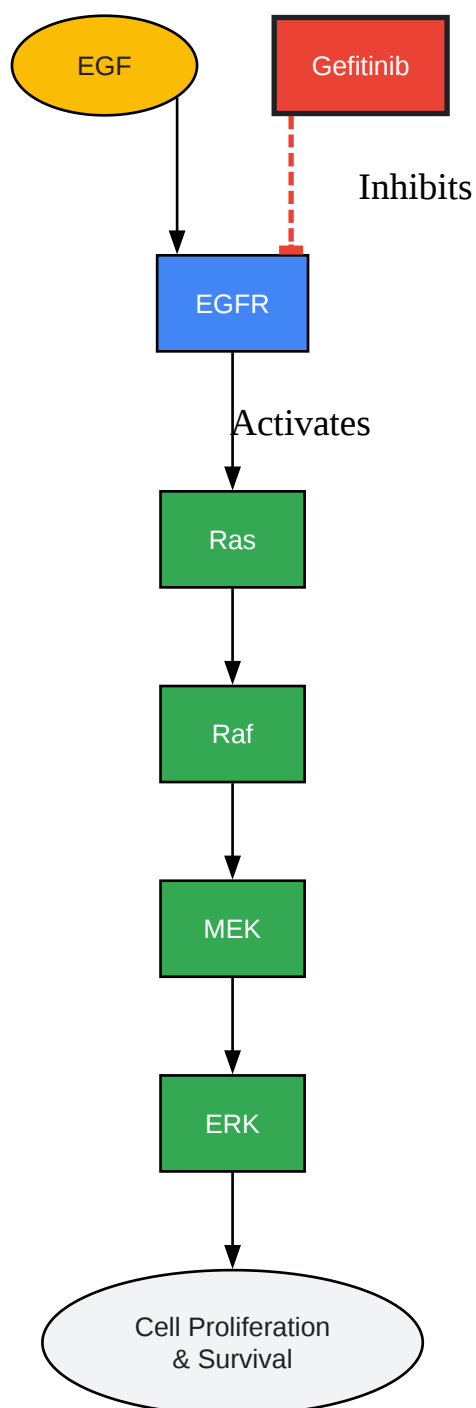 EGF
Gefitinib
Inhibits
EGFR
Activates
Ras
Raf
MEK
ERK
Cell Proliferation
& Survival